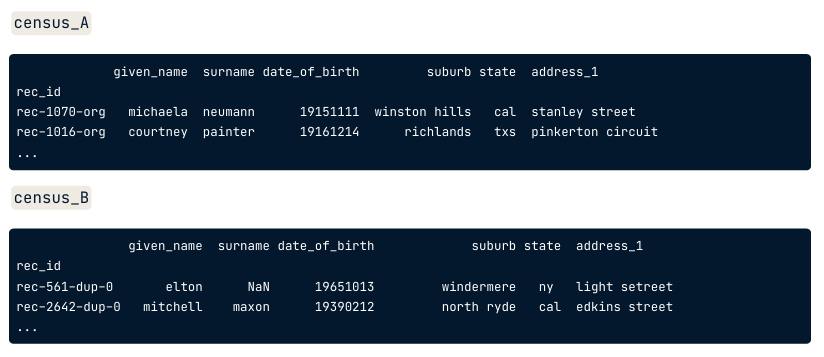 census_A
given_name surname date_of_birth suburb state address_1
rec_id
rec-1070-org michaela neumann 19151111 winston hills cal stanley street
rec-1016-org courtney painter 19161214 richlands txs pinkerton circuit
...
census_B
given_name surname date_of_birth suburb state address_1
rec_id
rec-561-dup-0 elton NaN 19651013 windermere ny light setreet
rec-2642-dup-0 mitchell maxon 19390212 north ryde cal edkins street
...